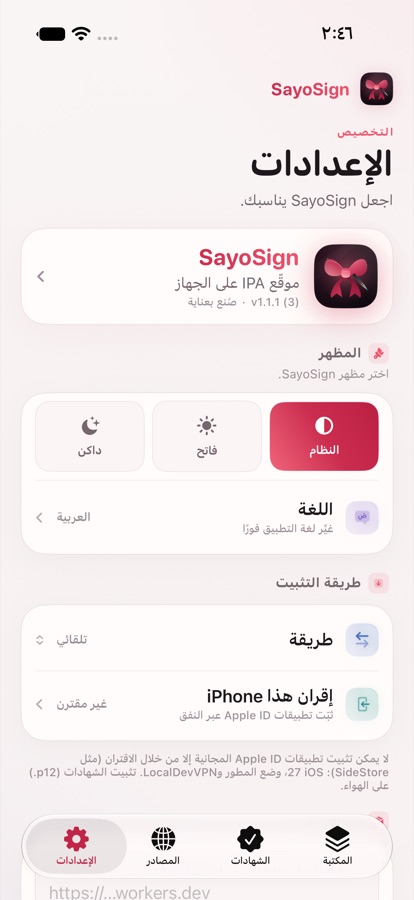 ٢:٤٦
SayoSign
التخصيص
الإعدادات
اجعل SayoSign يناسبك.
SayoSign
موقّع IPA على الجهاز
v1.1.1 (3) · صُنع بعناية
المظهر
اختر مظهر SayoSign.
النظام
فاتح
داكن
اللغة
غيّر لغة التطبيق فورًا
العربية
طريقة التثبيت
طريقة
تلقائي
إقران هذا iPhone
ثبّت تطبيقات Apple ID عبر النفق
غير مقترن
لا يمكن تثبيت تطبيقات Apple ID المجانية إلا من خلال الاقتران (مثل
SideStore): iOS 27، وضع المطور وLocalDevVPN. تثبيت الشهادات (.p12)
على الهواء.
المكتبة
الشهادات
المصادر
الإعدادات
https://...workers.dev